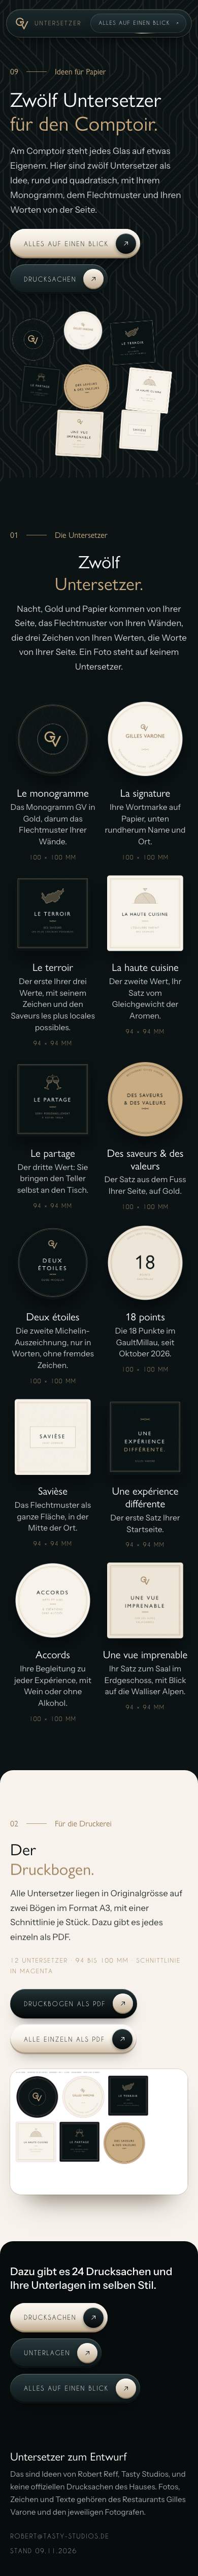 GV UNTERSETZER
ALLES AUF EINEN BLICK
09 Ideen für Papier
Zwölf Untersetzer
für den Comptoir.
Am Comptoir steht jedes Glas auf etwas
Eigenem. Hier sind zwölf Untersetzer als
Idee, rund und quadratisch, mit Ihrem
Monogramm, dem Flechtmuster und Ihren
Worten von der Seite.
ALLES AUF EINEN BLICK
DRUCKSACHEN
01 Die Untersetzer
Zwölf
Untersetzer.
Nacht, Gold und Papier kommen von Ihrer
Seite, das Flechtmuster von Ihren Wänden,
die drei Zeichen von Ihren Werten, die Worte
von Ihrer Seite. Ein Foto steht auf keinem
Untersetzer.
GV
GILLES VARONE
Le monogramme
Das Monogramm GV in
Gold, darum das
Flechtmuster Ihrer
Wände.
100 × 100 MM
La signature
Ihre Wortmarke auf
Papier, unten
rundherum Name und
Ort.
100 × 100 MM
LE TERROIR
LA HAUTE CUISINE
Le terroir
Der erste Ihrer drei
Werte, mit seinem
Zeichen und den
Saveurs les plus locales
possibles.
94 × 94 MM
La haute cuisine
Der zweite Wert, Ihr
Satz vom
Gleichgewicht der
Aromen.
94 × 94 MM
LE PARTAGE
DES SAVEURS
& DES VALEURS
Le partage
Der dritte Wert: Sie
bringen den Teller
selbst an den Tisch.
94 × 94 MM
Des saveurs & des
valeurs
Der Satz aus dem Fuss
Ihrer Seite, auf Gold.
100 × 100 MM
GV
DEUX
ÉTOILES
18
Deux étoiles
Die zweite Michelin-
Auszeichnung, nur in
Worten, ohne fremdes
Zeichen.
100 × 100 MM
18 points
Die 18 Punkte im
GaultMillau, seit
Oktober 2026.
100 × 100 MM
SAVIÈSE
UNE
EXPÉRIENCE
DIFFÉRENTE.
Savièse
Das Flechtmuster als
ganze Fläche, in der
Mitte der Ort.
94 × 94 MM
Une expérience
différente
Der erste Satz Ihrer
Startseite.
94 × 94 MM
ACCORDS
GV
UNE VUE
IMPRENABLE
Accords
Ihre Begleitung zu
jeder Expérience, mit
Wein oder ohne
Alkohol.
100 × 100 MM
Une vue imprenable
Ihr Satz zum Saal im
Erdgeschoss, mit Blick
auf die Walliser Alpen.
94 × 94 MM
02 Für die Druckerei
Der
Druckbogen.
Alle Untersetzer liegen in Originalgrösse auf
zwei Bögen im Format A3, mit einer
Schnittlinie je Stück. Dazu gibt es jedes
einzeln als PDF.
12 UNTERSETZER · 94 BIS 100 MM · SCHNITTLINIE
IN MAGENTA
DRUCKBOGEN ALS PDF
ALLE EINZELN ALS PDF
Dazu gibt es 24 Drucksachen und
Ihre Unterlagen im selben Stil.
DRUCKSACHEN
UNTERLAGEN
ALLES AUF EINEN BLICK
Untersetzer zum Entwurf
Das sind Ideen von Robert Reff, Tasty Studios, und
keine offiziellen Drucksachen des Hauses. Fotos,
Zeichen und Texte gehören des Restaurants Gilles
Varone und den jeweiligen Fotografen.
ROBERT@TASTY-STUDIOS.DE
STAND 09.11.2026